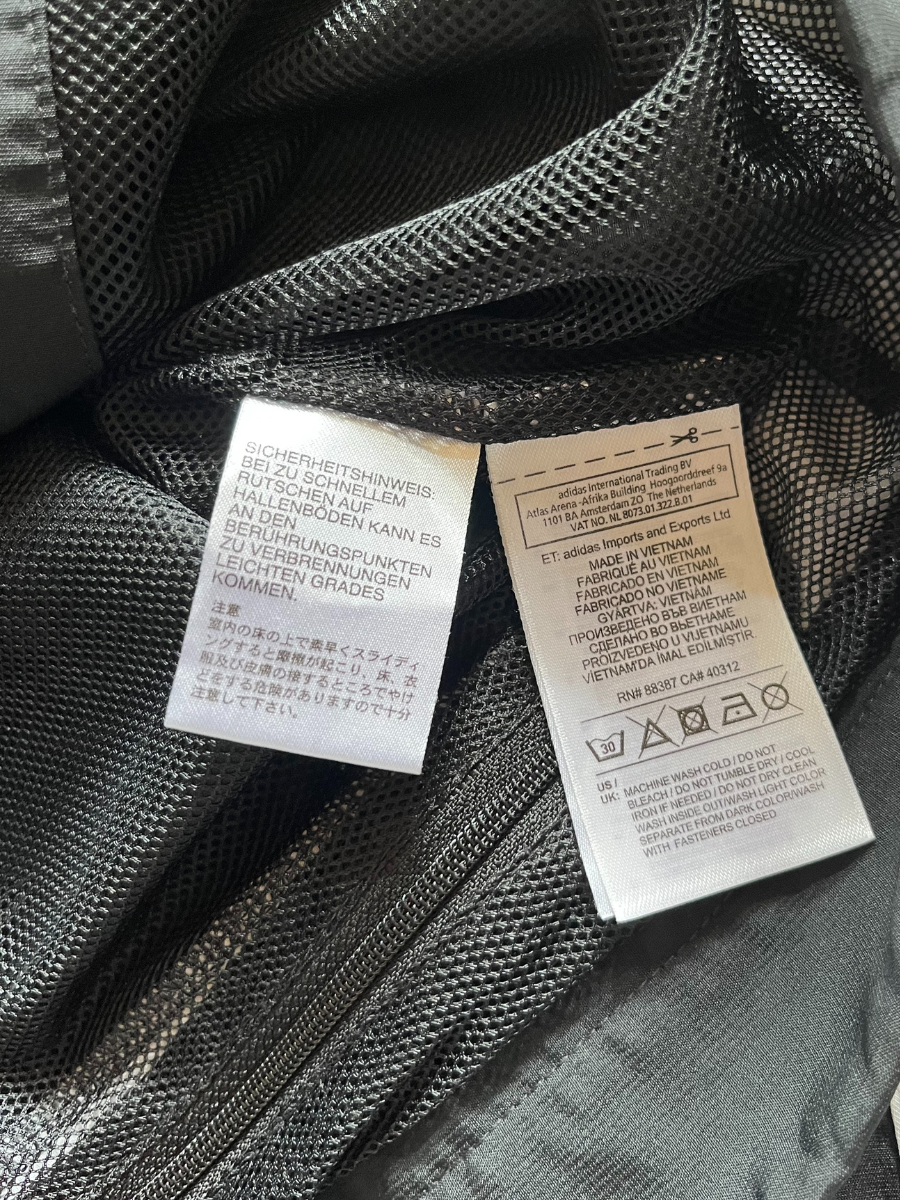 SICHERHEITSHINWEIS:
BEI ZU SCHNELLEM
RUTSCHEN AUF
HALLENBÖDEN KANN ES
AN DEN
BERÜHRUNGSPUNKTEN
ZU VERBRENNUNGEN
LEICHTEN GRADES
KOMMEN.
注意
室内の床の上で素早くスライディ
ングすると摩擦が起こり、床、衣
服及び皮膚の接するところでやけ
どをする危険がありますので十分
注意して下さい。
adidas International Trading BV
Atlas Arena -Afrika Building Hoogoorddreef 9a
1101 BA Amsterdam ZO The Netherlands
VAT NO. NL 8073.01.322.B.01
ET: adidas Imports and Exports Ltd
MADE IN VIETNAM
FABRIQUÉ AU VIETNAM
FABRICADO EN VIETNAM
FABRICADO NO VIETNAME
GYÁRTVA: VIETNÁM
ПРОИЗВЕДЕНО ВЪВ ВИЕТНАМ
СДЕЛАНО ВО ВЬЕТНАМЕ
PROIZVEDENO U VIJETNAMU
VİETNAM'DA İMAL EDİLMİŞTİR.
RN# 88387 CA# 40312
30
US /
UK: MACHINE WASH COLD / DO NOT
BLEACH / DO NOT TUMBLE DRY / COOL
IRON IF NEEDED / DO NOT DRY CLEAN
WASH INSIDE OUT/WASH LIGHT COLOR
SEPARATE FROM DARK COLOR/WASH
WITH FASTENERS CLOSED